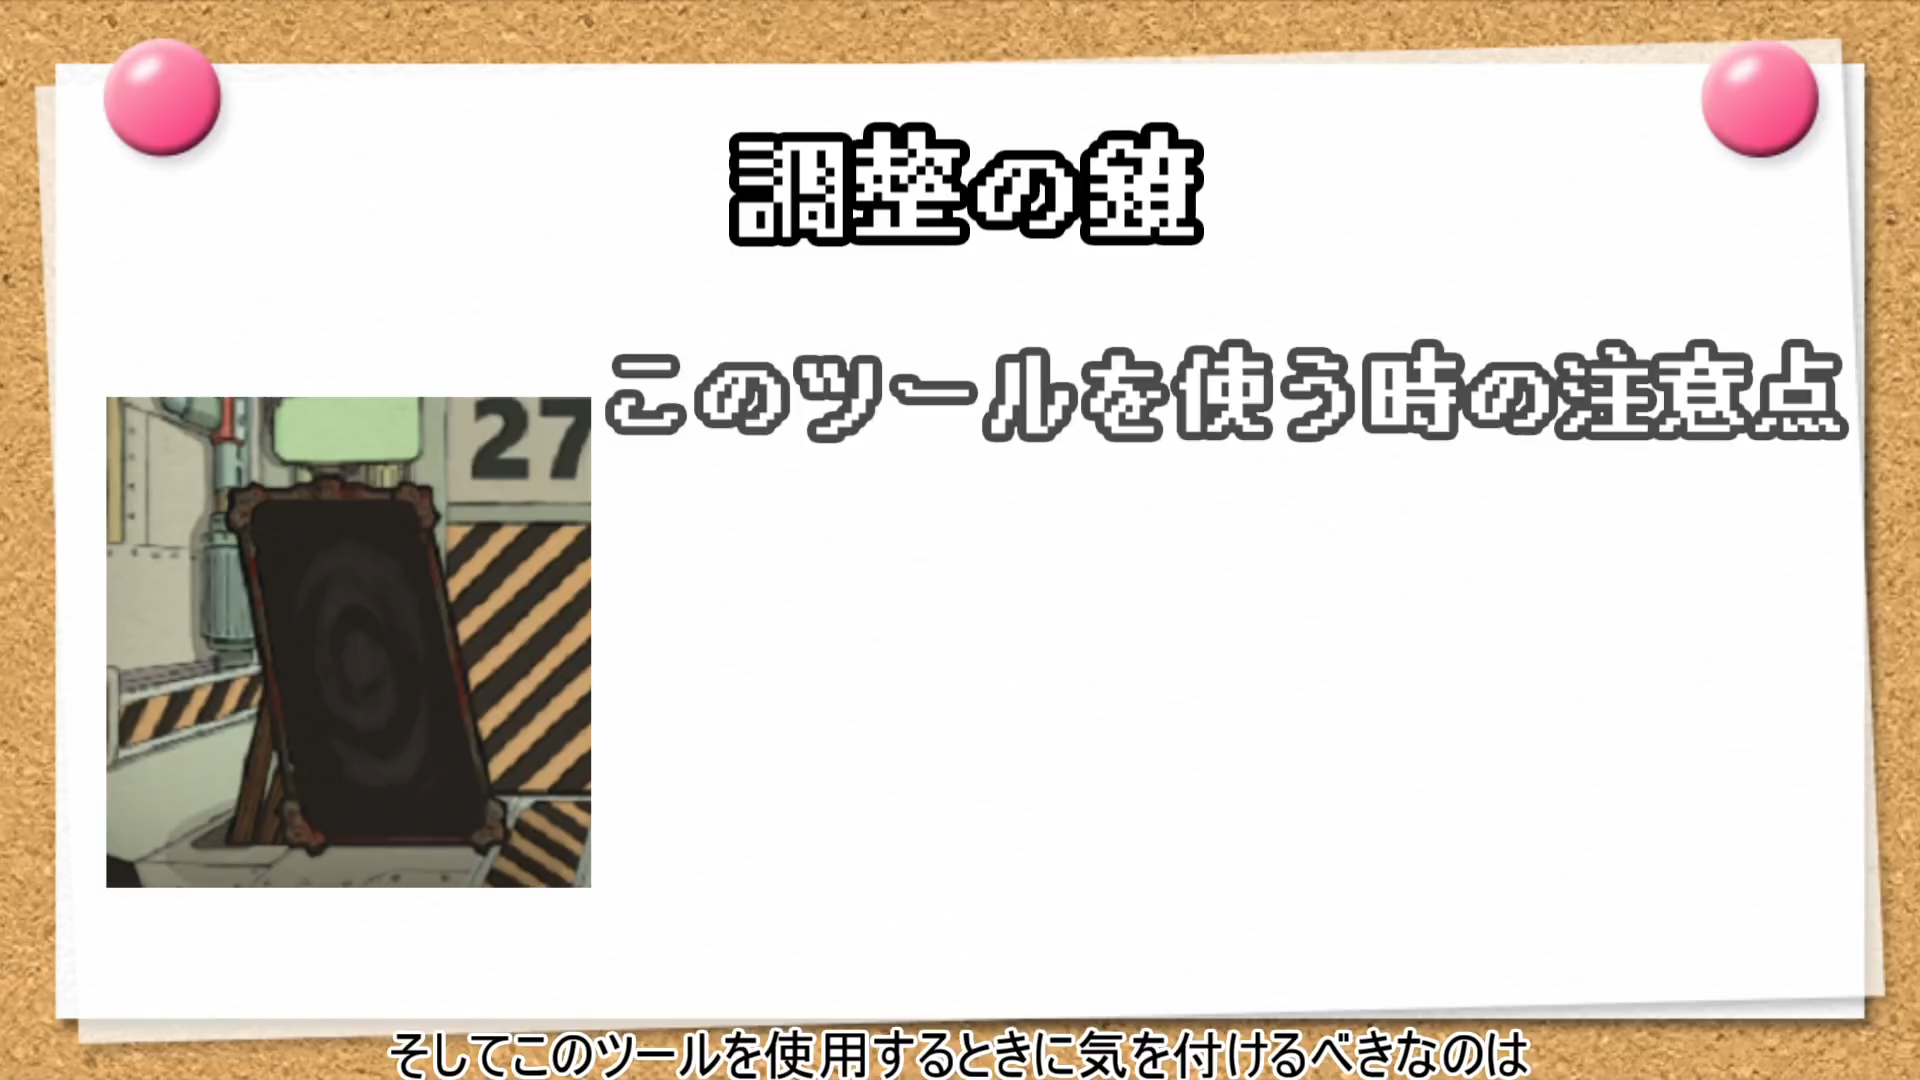 調整の錐
このツールを使う時の注意点
27
そしてこのツールを使用するときに気を付けるべきなのは